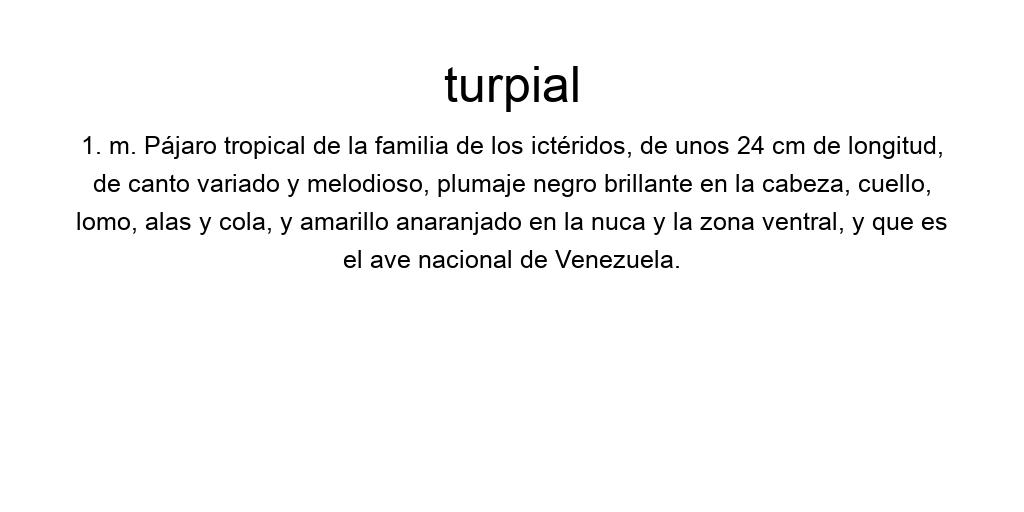 turpial
1. m. Pájaro tropical de la familia de los ictéridos, de unos 24 cm de longitud,
de canto variado y melodioso, plumaje negro brillante en la cabeza, cuello,
lomo, alas y cola, y amarillo anaranjado en la nuca y la zona ventral, y que es
el ave nacional de Venezuela.